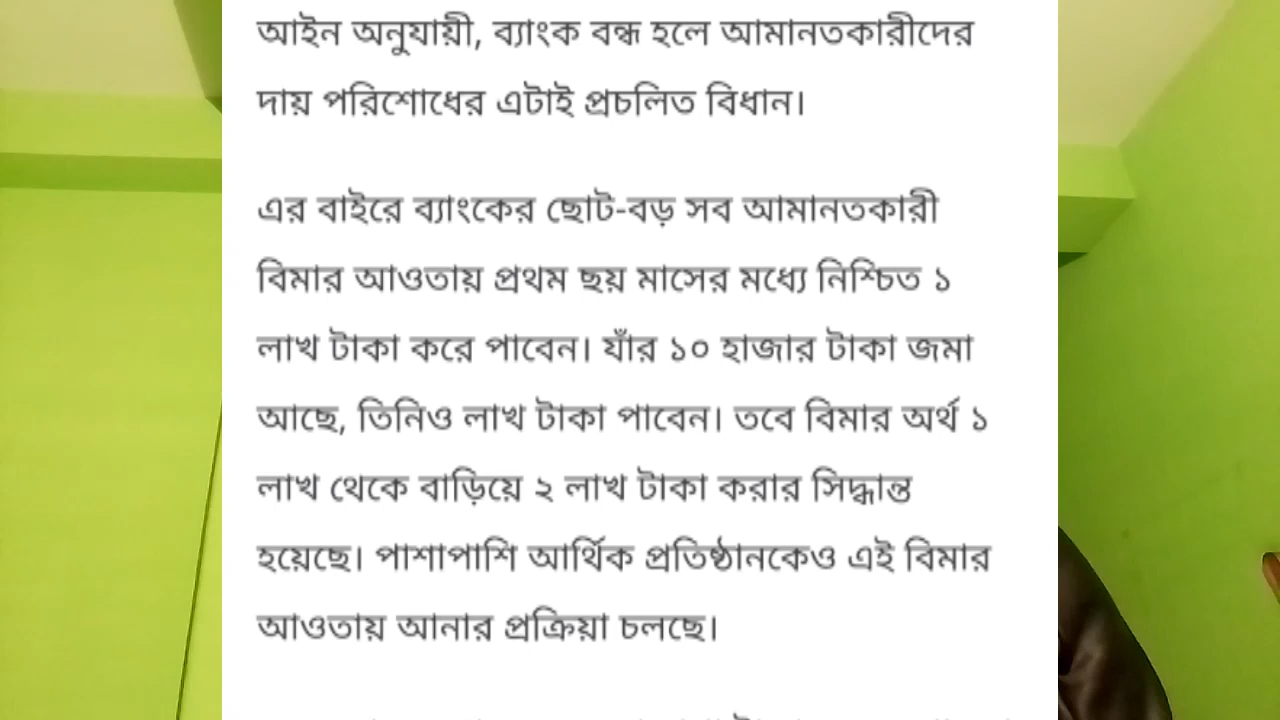 আইন অনুযায়ী, ব্যাংক বন্ধ হলে আমানতকারীদের
দায় পরিশোধের এটাই প্রচলিত বিধান।
এর বাইরে ব্যাংকের ছোট-বড় সব আমানতকারী
বিমার আওতায় প্রথম ছয় মাসের মধ্যে নিশ্চিত ১
লাখ টাকা করে পাবেন। যাঁর ১০ হাজার টাকা জমা
আছে, তিনিও লাখ টাকা পাবেন। তবে বিমার অর্থ ১
লাখ থেকে বাড়িয়ে ২ লাখ টাকা করার সিদ্ধান্ত
হয়েছে। পাশাপাশি আর্থিক প্রতিষ্ঠানকেও এই বিমার
আওতায় আনার প্রক্রিয়া চলছে।